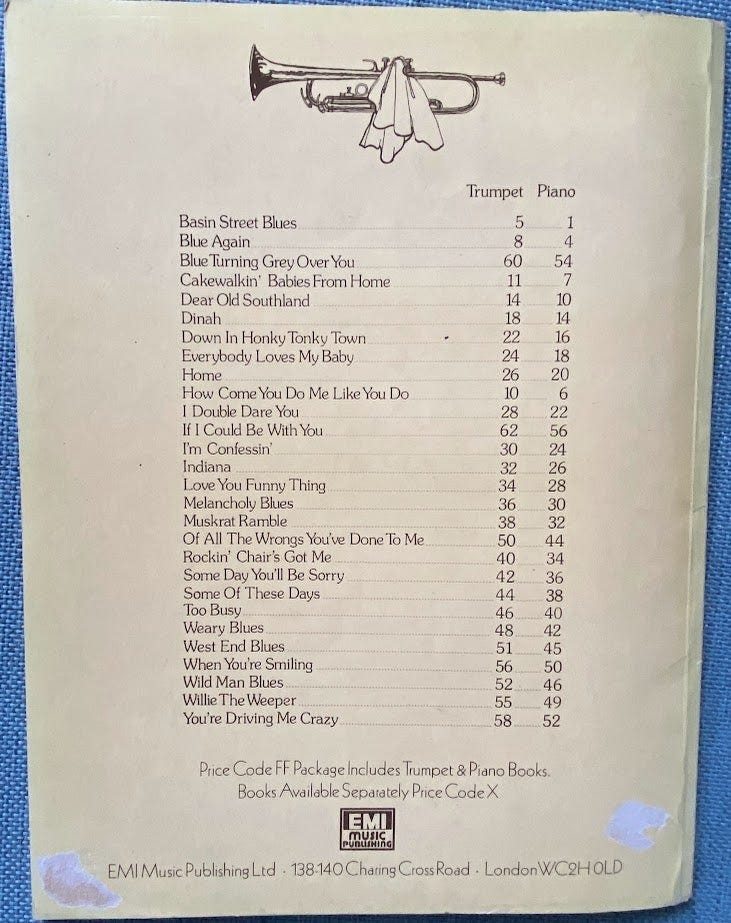 Trumpet Piano
Basin Street Blues 5 1
Blue Again 8 4
Blue Turning Grey Over You 60 54
Cakewalkin' Babies From Home 11 7
Dear Old Southland 14 10
Dinah 18 14
Down In Honky Tonky Town 22 16
Everybody Loves My Baby 24 18
Home 26 20
How Come You Do Me Like You Do 10 6
I Double Dare You 28 22
If I Could Be With You 62 56
I'm Confessin' 30 24
Indiana 32 26
Love You Funny Thing 34 28
Melancholy Blues 36 30
Muskrat Ramble 38 32
Of All The Wrongs You've Done To Me 50 44
Rockin' Chair's Got Me 40 34
Some Day You'll Be Sorry 42 36
Some Of These Days 44 38
Too Busy 46 40
Weary Blues 48 42
West End Blues 51 45
When You're Smiling 56 50
Wild Man Blues 52 46
Willie The Weeper 55 49
You're Driving Me Crazy 58 52
Price Code FF Package Includes Trumpet & Piano Books.
Books Available Separately Price Code X
EMI
MUSIC
PUBLISHING
EMI Music Publishing Ltd · 138-140 Charing Cross Road · London WC2H 0LD